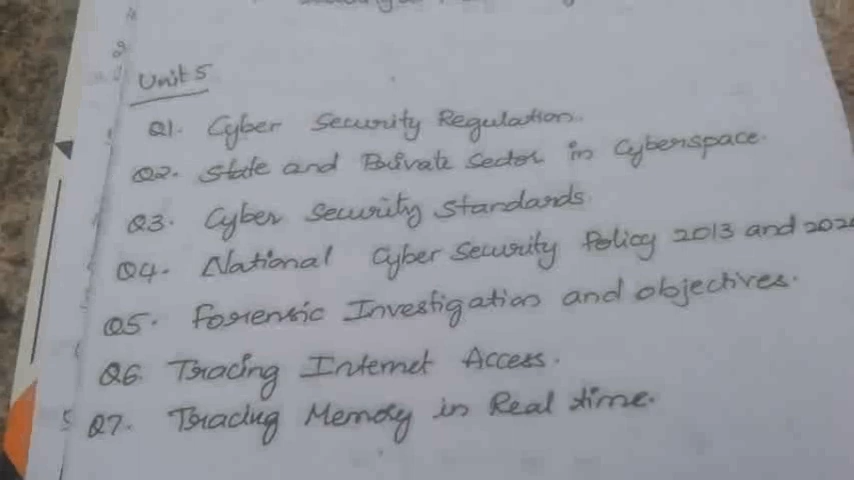 Unit 5
Q1. Cyber Security Regulation.
Q2. State and Private Sector in Cyberspace.
Q3. Cyber Security Standards
Q4. National Cyber Security Policy 2013 and
Q5. Forensic Investigation and objectives.
Q6. Tracing Internet Access.
Q7. Tracing Memory in Real time.